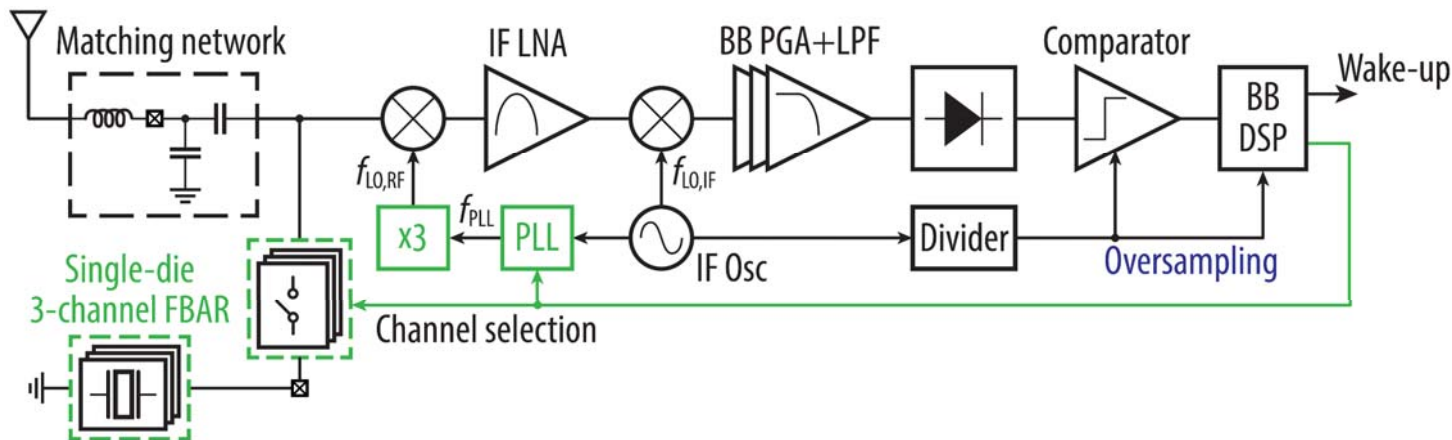 Matching network
IF LNA
BB PGA+LPF
Comparator
Wake-up
BB
DSP
fLO,RF
fPLL
fLO,IF
x3
PLL
IF Osc
Divider
Oversampling
Single-die
3-channel FBAR
Channel selection